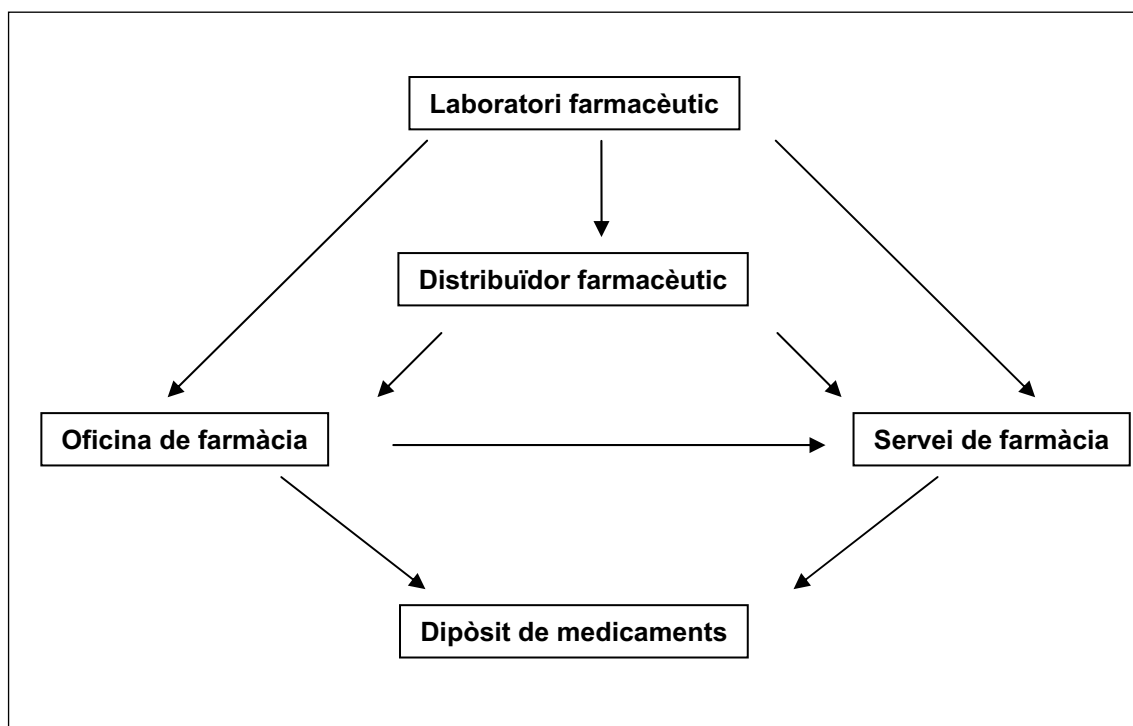 Laboratori farmacèutic
Distribuïdor farmacèutic
Oficina de farmàcia
Servei de farmàcia
Dipòsit de medicaments